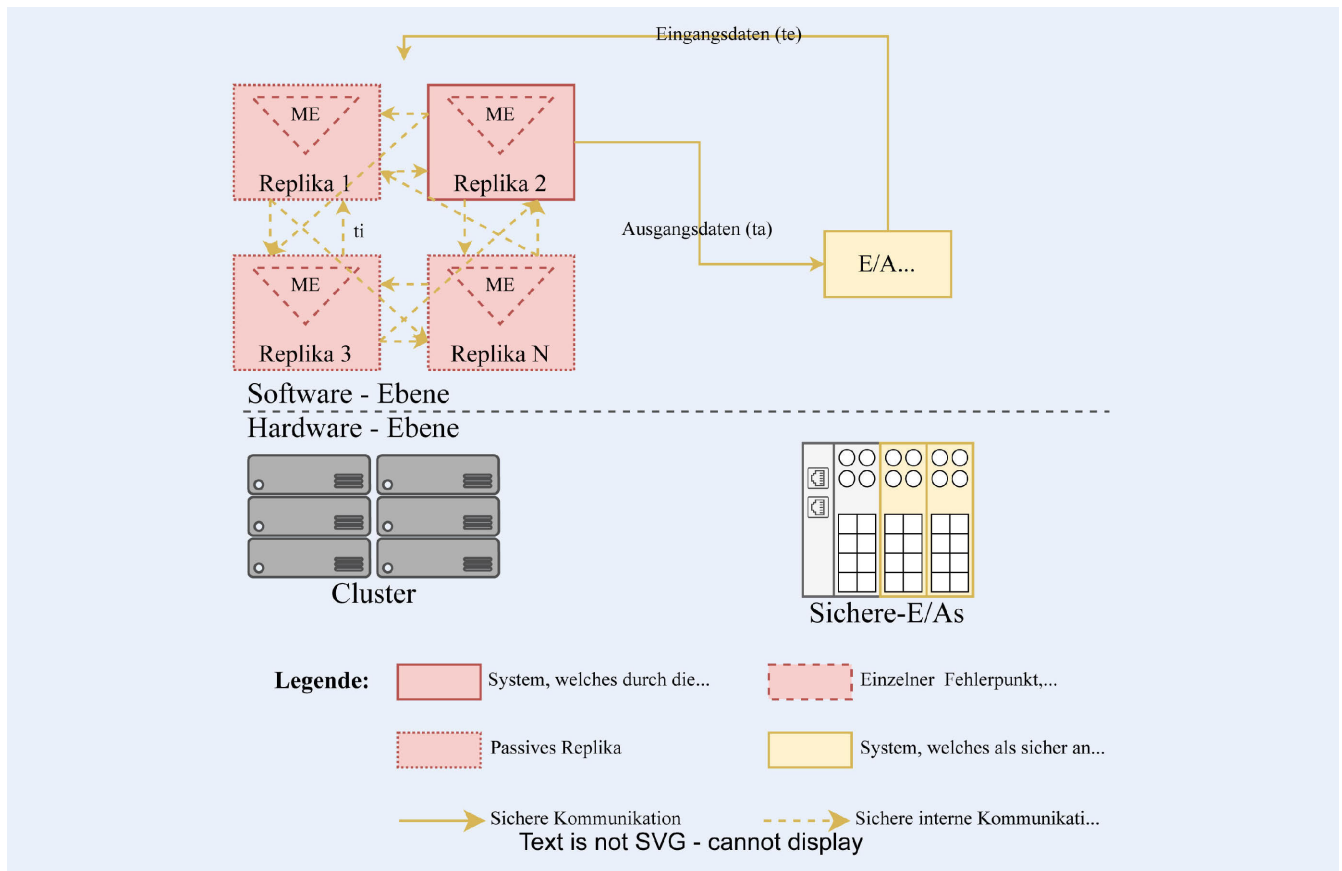 Eingangsdaten (te)
ME
ME
Replika 1
Replika 2
ti
Ausgangsdaten (ta)
E/A...
ME
ME
Replika 3
Replika N
Software - Ebene
Hardware - Ebene
Cluster
Sichere-E/As
Legende:
System, welches durch die...
Einzelner Fehlerpunkt,...
Passives Replika
System, welches als sicher an...
Sichere Kommunikation
Sichere interne Kommunikati...
Text is not SVG - cannot display